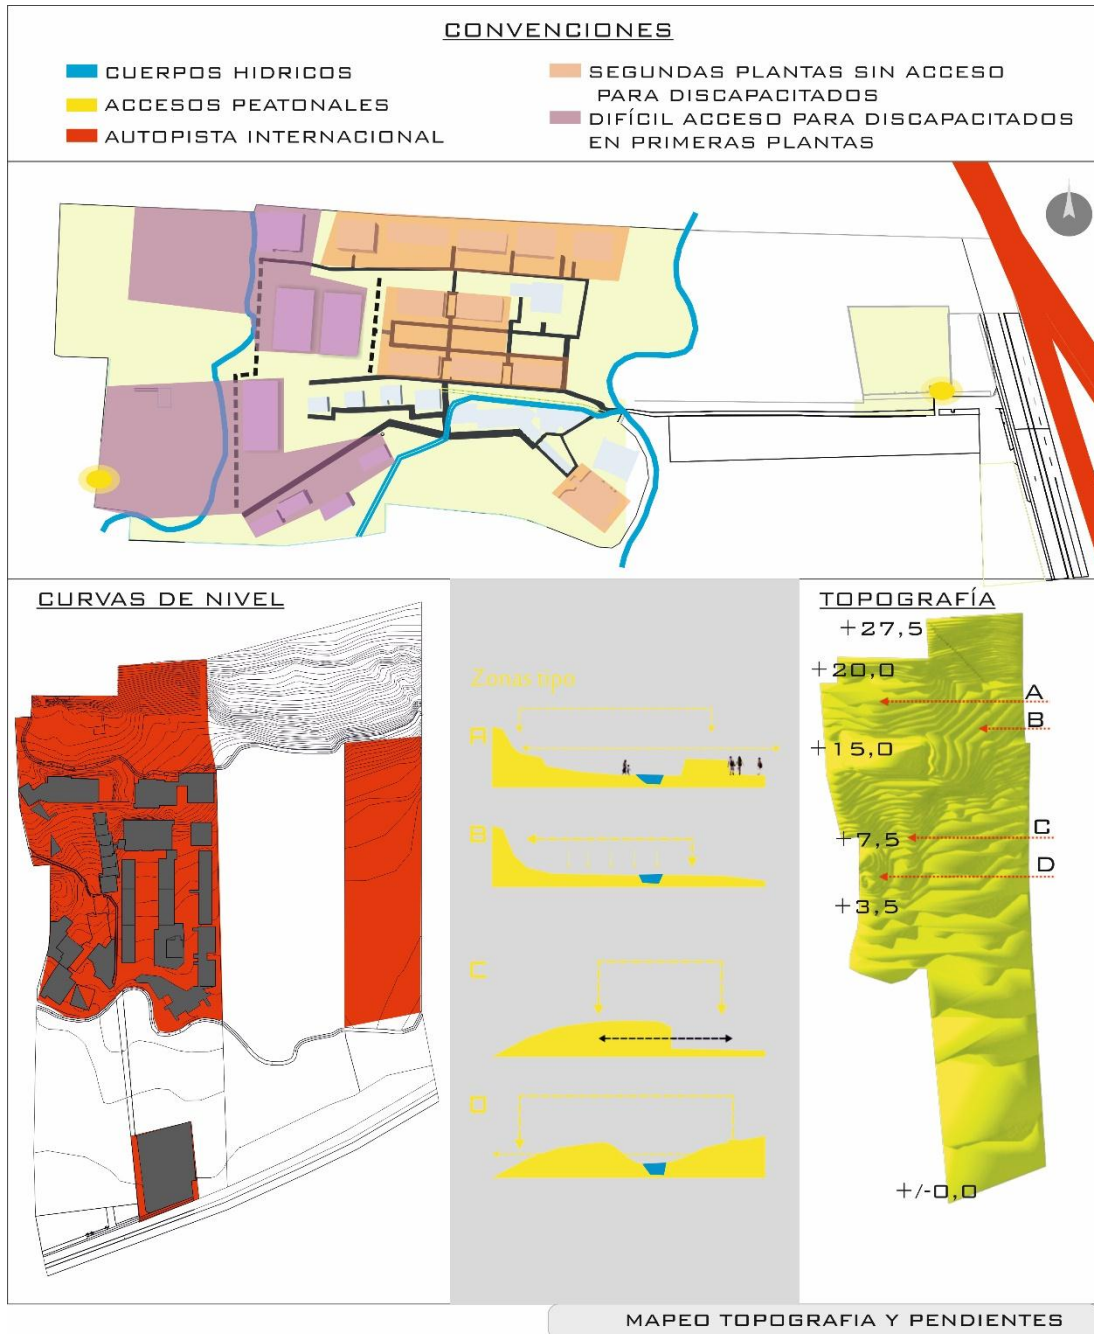 CONVENCIONES
CUERPOS HIDRICOS
ACCESOS PEATONALES
AUTOPISTA INTERNACIONAL
SEGUNDAS PLANTAS SIN ACCESO
PARA DISCAPACITADOS
DIFÍCIL ACCESO PARA DISCAPACITADOS
EN PRIMERAS PLANTAS
CURVAS DE NIVEL
Zonas tipo
A
B
C
D
TOPOGRAFÍA
+27,5
+20,0
A
B
+15,0
C
+7,5
D
+3,5
+/-0,0
MAPEO TOPOGRAFIA Y PENDIENTES